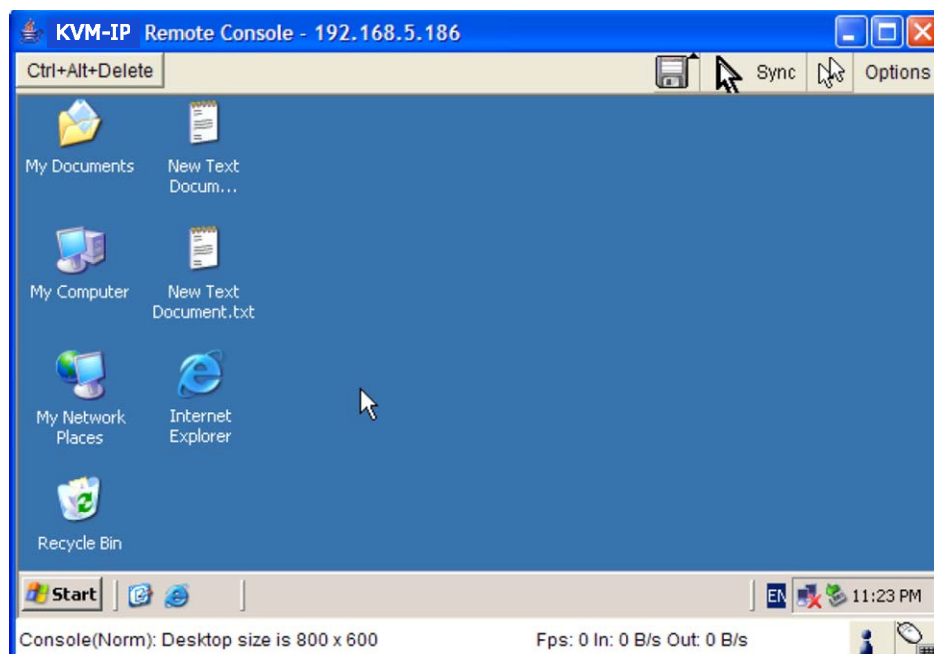 KVM-IP Remote Console - 192.168.5.186
Ctrl+Alt+Delete
Sync
Options
My Documents
New Text
Docum...
My Computer
New Text
Document.txt
My Network
Places
Internet
Explorer
Recycle Bin
Start
EN
11:23 PM
Console(Norm): Desktop size is 800 x 600
Fps: 0 In: 0 B/s Out: 0 B/s